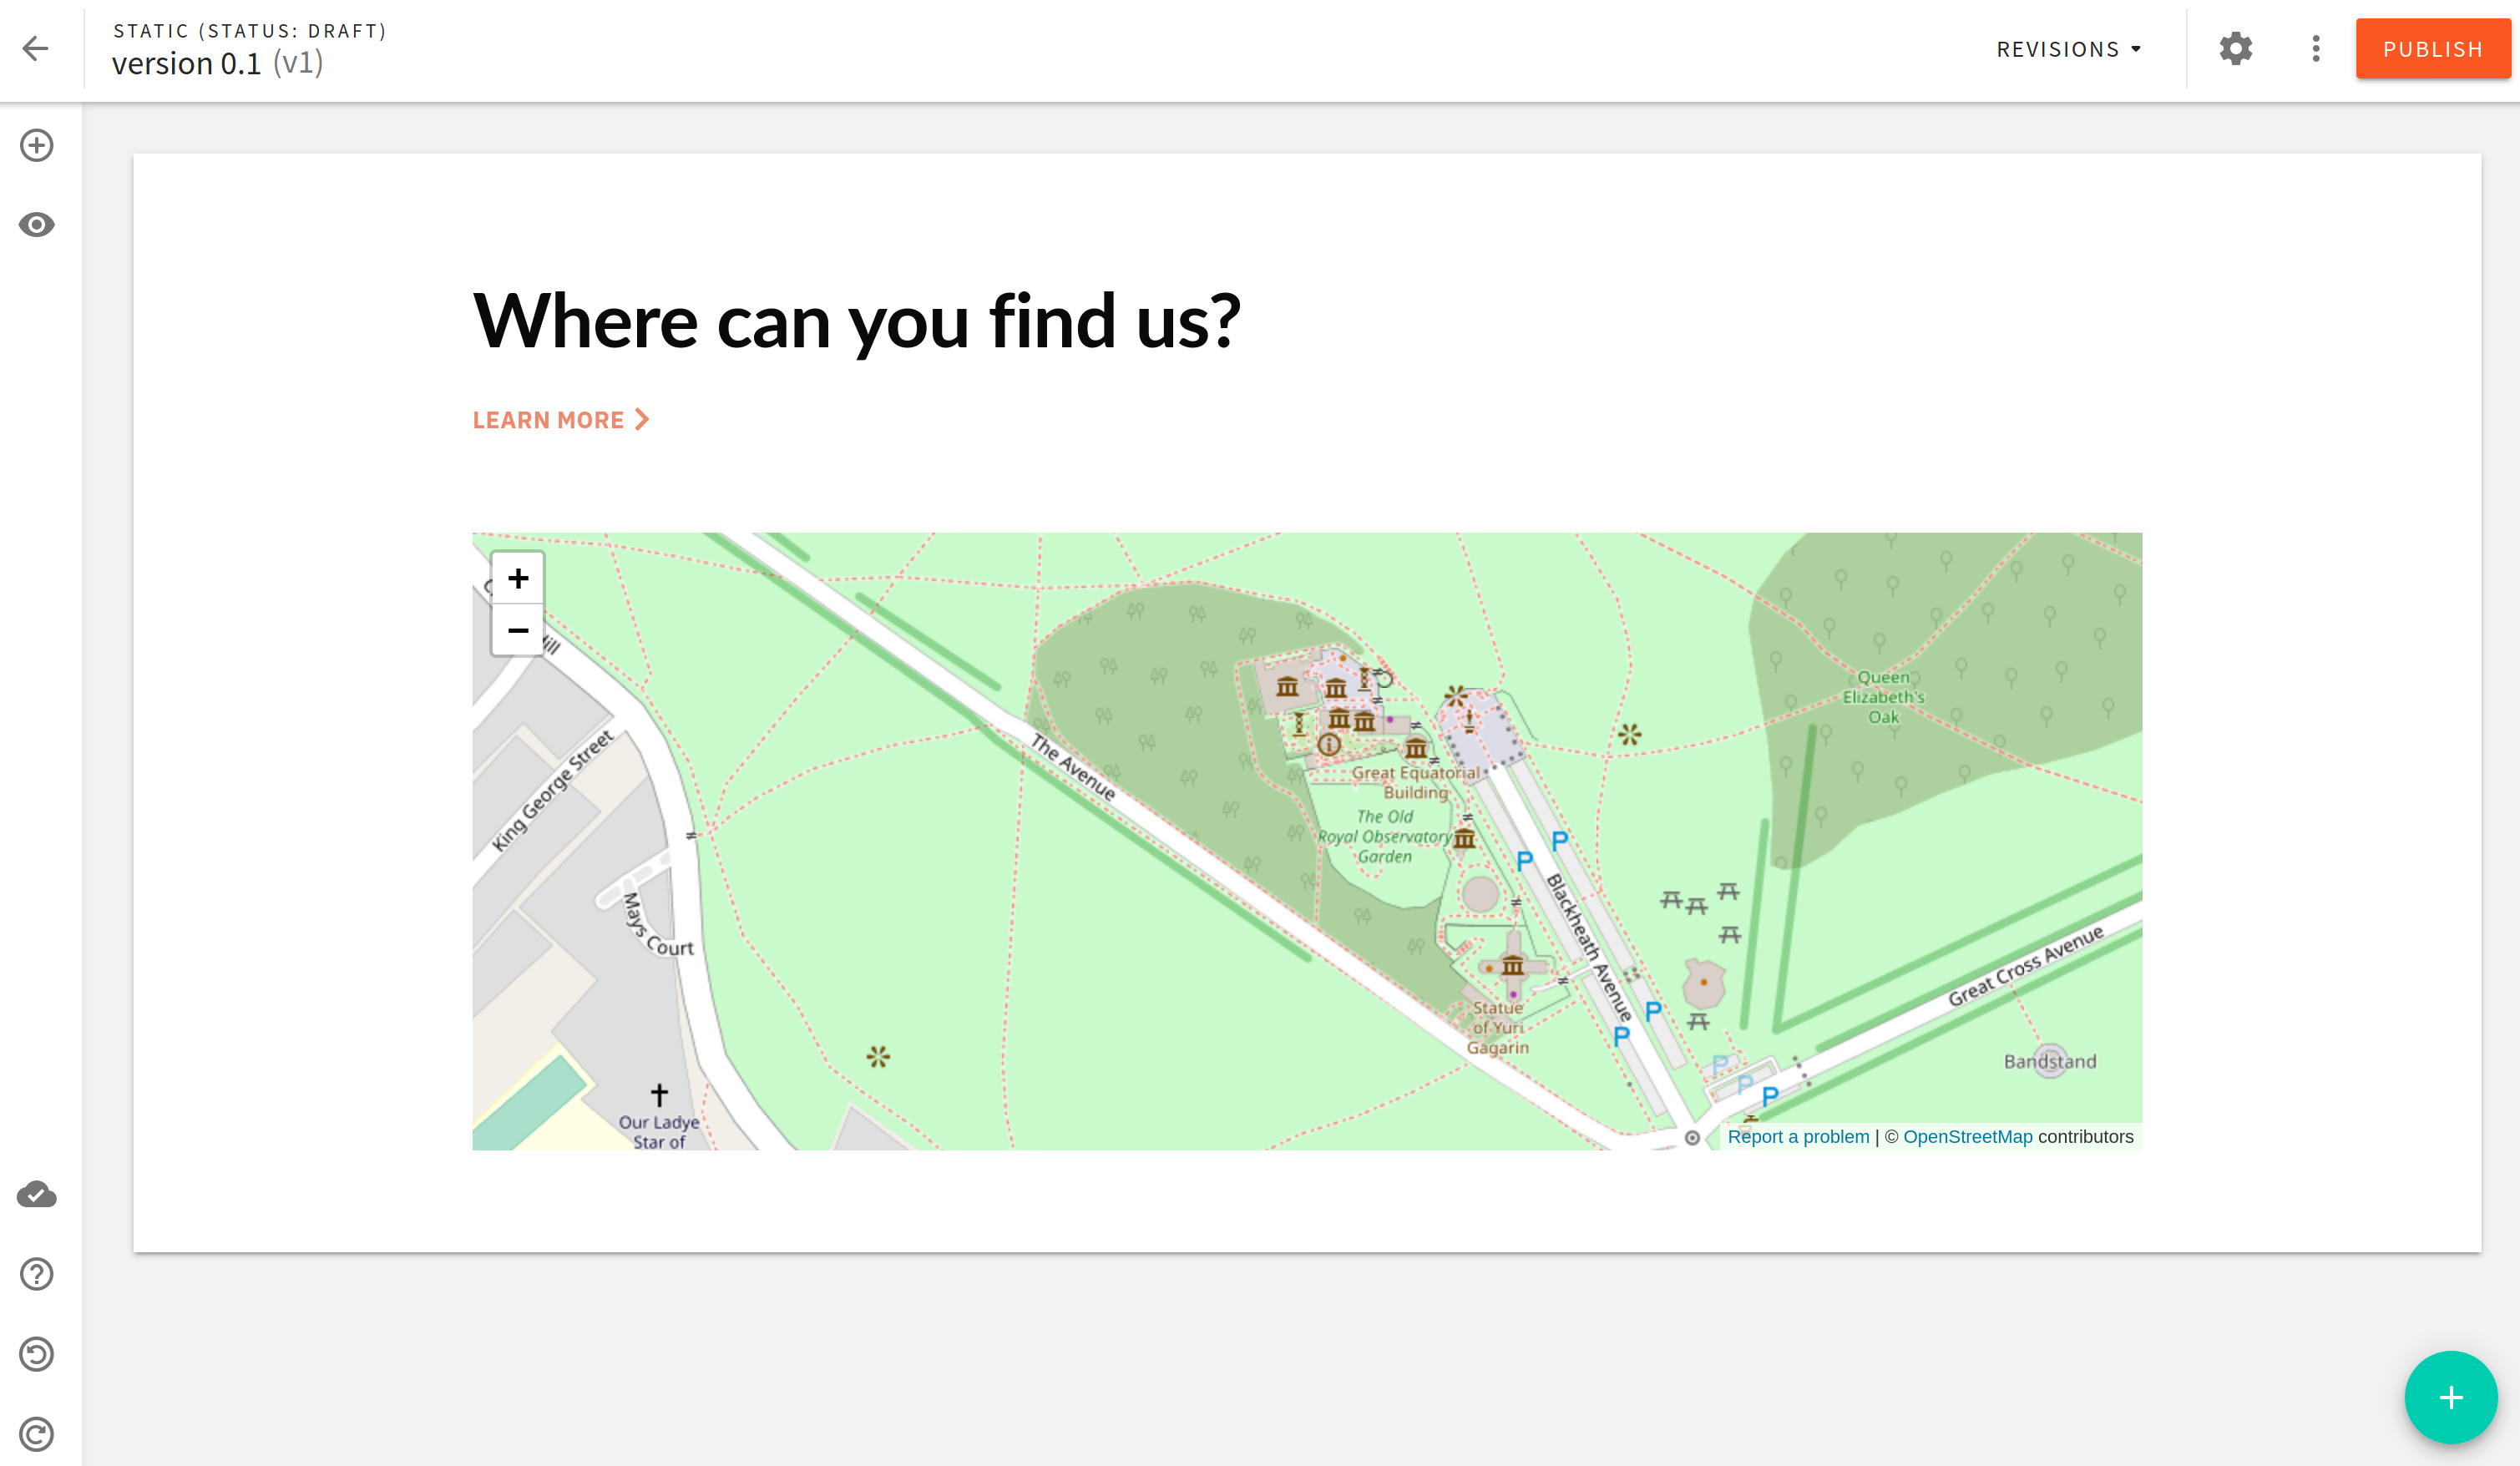 STATIC (STATUS: DRAFT)
version 0.1 (v1)
REVISIONS
PUBLISH
Where can you find us?
LEARN MORE
+
−
King George Street
Mays Court
Our Ladye
Star of
The Avenue
Great Equatorial
Building
The Old
Royal Observatory
Garden
Statue
of Yuri
Gagarin
Blackheath Avenue
P
P
P
P
P
P
P
Queen
Elizabeth's
Oak
Great Cross Avenue
Bandstand
Report a problem | © OpenStreetMap contributors